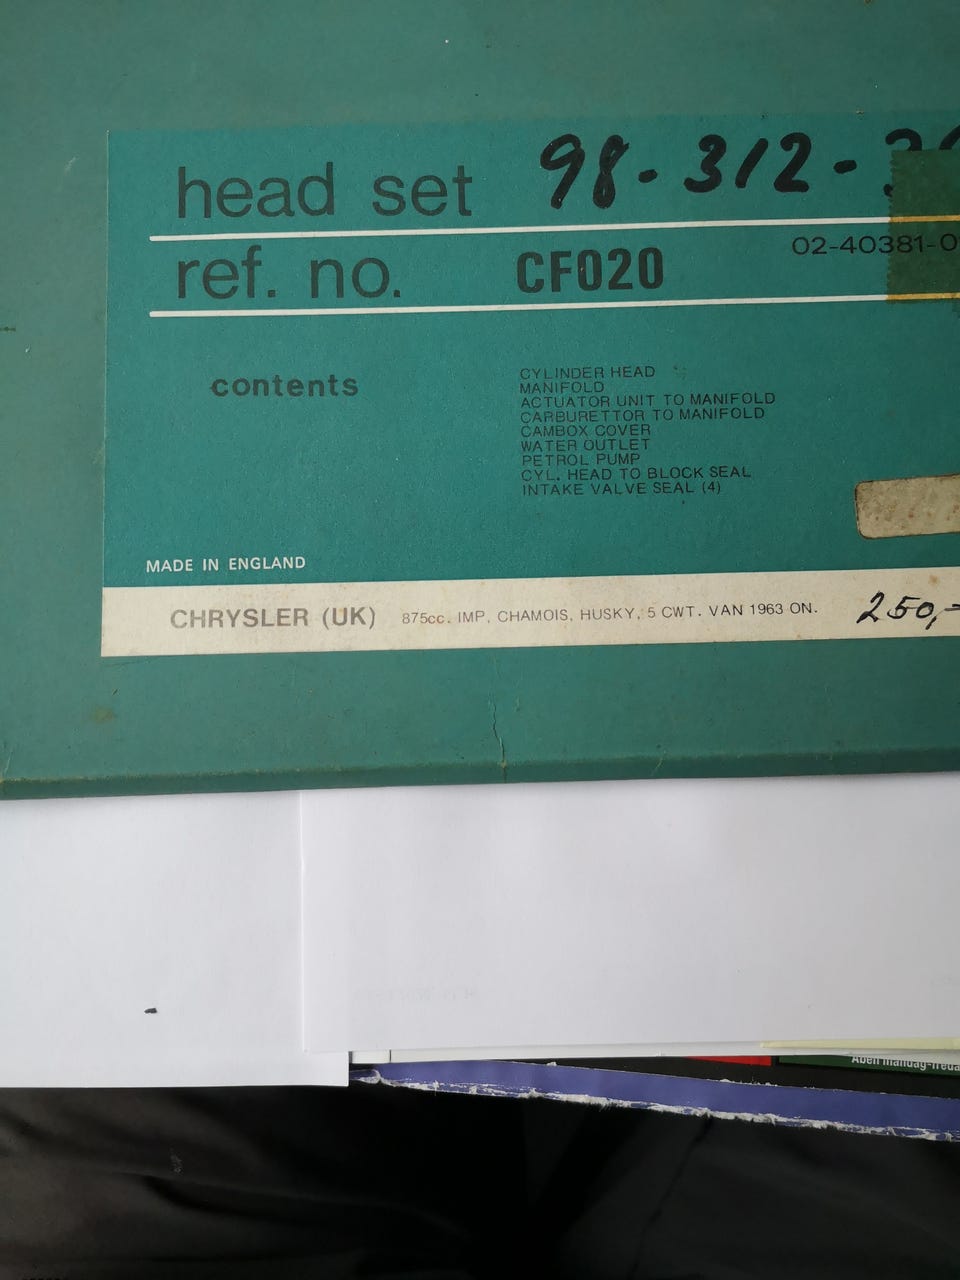 head set 98-312-
ref. no. CF020 02-40381-0
contents
CYLINDER HEAD
MANIFOLD
ACTUATOR UNIT TO MANIFOLD
CARBURETTOR TO MANIFOLD
CAMBOX COVER
WATER OUTLET
PETROL PUMP
CYL. HEAD TO BLOCK SEAL
INTAKE VALVE SEAL (4)
MADE IN ENGLAND
CHRYSLER (UK) 875cc. IMP, CHAMOIS, HUSKY, 5 CWT. VAN 1963 ON. 250,-